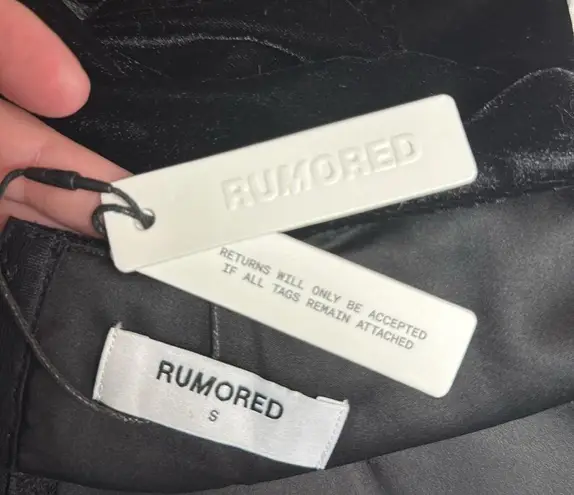 RUMORED
RETURNS WILL ONLY BE ACCEPTED
IF ALL TAGS REMAIN ATTACHED
RUMORED
S